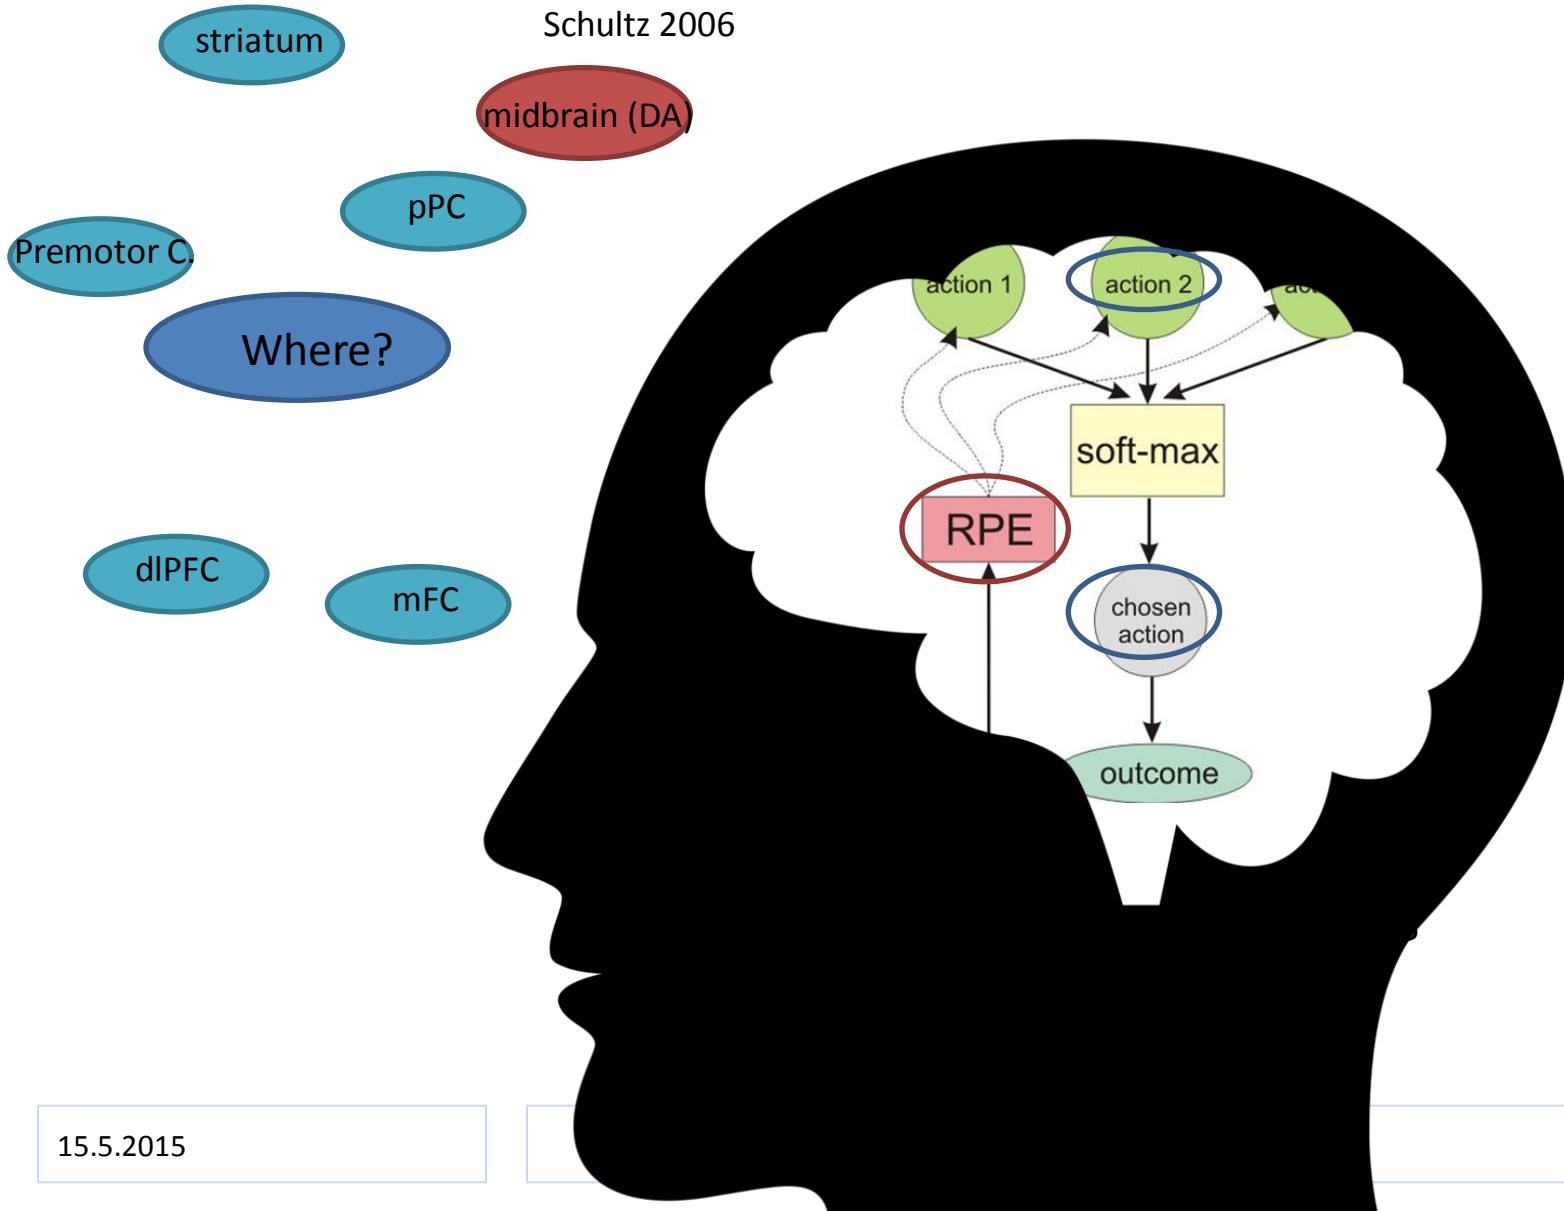 Schultz 2006
striatum
midbrain (DA)
pPC
Premotor C.
Where?
dlPFC
mFC
action 1
action 2
soft-max
RPE
chosen
action
outcome
15.5.2015